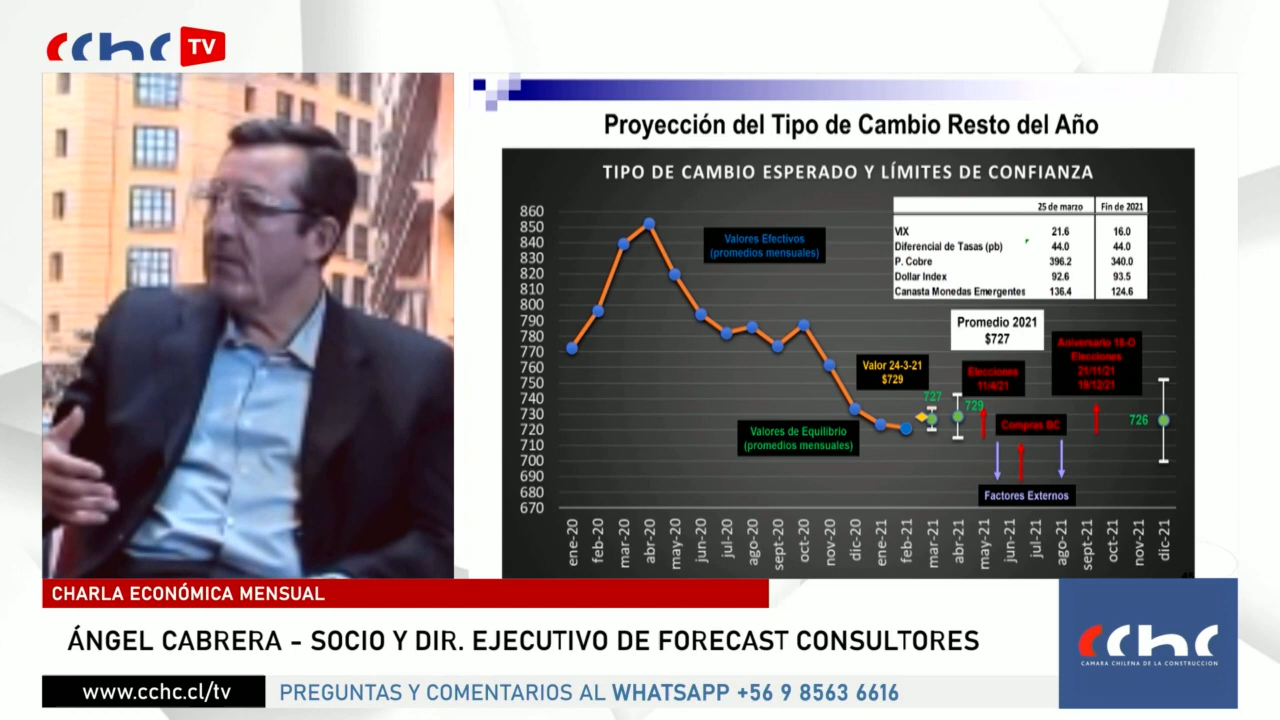 cchc TV
Proyección del Tipo de Cambio Resto del Año
TIPO DE CAMBIO ESPERADO Y LÍMITES DE CONFIANZA
25 de marzo Fin de 2021
VIX 21.6 16.0
Diferencial de Tasas (pb) 44.0 44.0
P. Cobre 396.2 340.0
Dollar Index 92.6 93.5
Canasta Monedas Emergentes 136.4 124.6
860
850
840
830
820
810
800
790
780
770
760
750
740
730
720
710
700
690
680
670
Valores Efectivos
(promedios mensuales)
Promedio 2021
$727
Valor 24-3-21
$729
Elecciones
11/4/21
Aniversario 18-O
Elecciones
21/11/21
19/12/21
727
729
726
Compras BC
Valores de Equilibrio
(promedios mensuales)
Factores Externos
ene-20
feb-20
mar-20
abr-20
may-20
jun-20
jul-20
ago-20
sept-20
oct-20
nov-20
dic-20
ene-21
feb-21
mar-21
abr-21
may-21
jun-21
jul-21
ago-21
sept-21
oct-21
nov-21
dic-21
CHARLA ECONÓMICA MENSUAL
ÁNGEL CABRERA – SOCIO Y DIR. EJECUTIVO DE FORECAST CONSULTORES
www.cchc.cl/tv
PREGUNTAS Y COMENTARIOS AL WHATSAPP +56 9 8563 6616
cchc
CÁMARA CHILENA DE LA CONSTRUCCIÓN